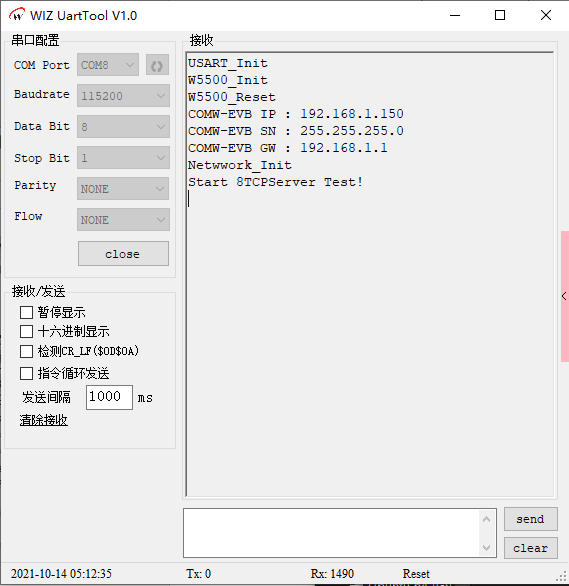 WIZ UartTool V1.0
串口配置
COM Port COM8
Baudrate 115200
Data Bit 8
Stop Bit 1
Parity NONE
Flow NONE
close
接收/发送
暂停显示
十六进制显示
检测CR_LF($0D$0A)
指令循环发送
发送间隔 1000 ms
清除接收
接收
USART_Init
W5500_Init
W5500_Reset
COMW-EVB IP : 192.168.1.150
COMW-EVB SN : 255.255.255.0
COMW-EVB GW : 192.168.1.1
Netwwork_Init
Start 8TCPServer Test!
<
send
clear
2021-10-14 05:12:35 Tx: 0 Rx: 1490 Reset